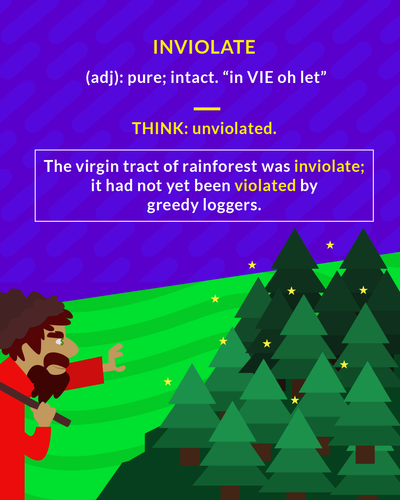 INVIOLATE
(adj): pure; intact. “in VIE oh let”
THINK: unviolated.
The virgin tract of rainforest was inviolate;
it had not yet been violated by
greedy loggers.